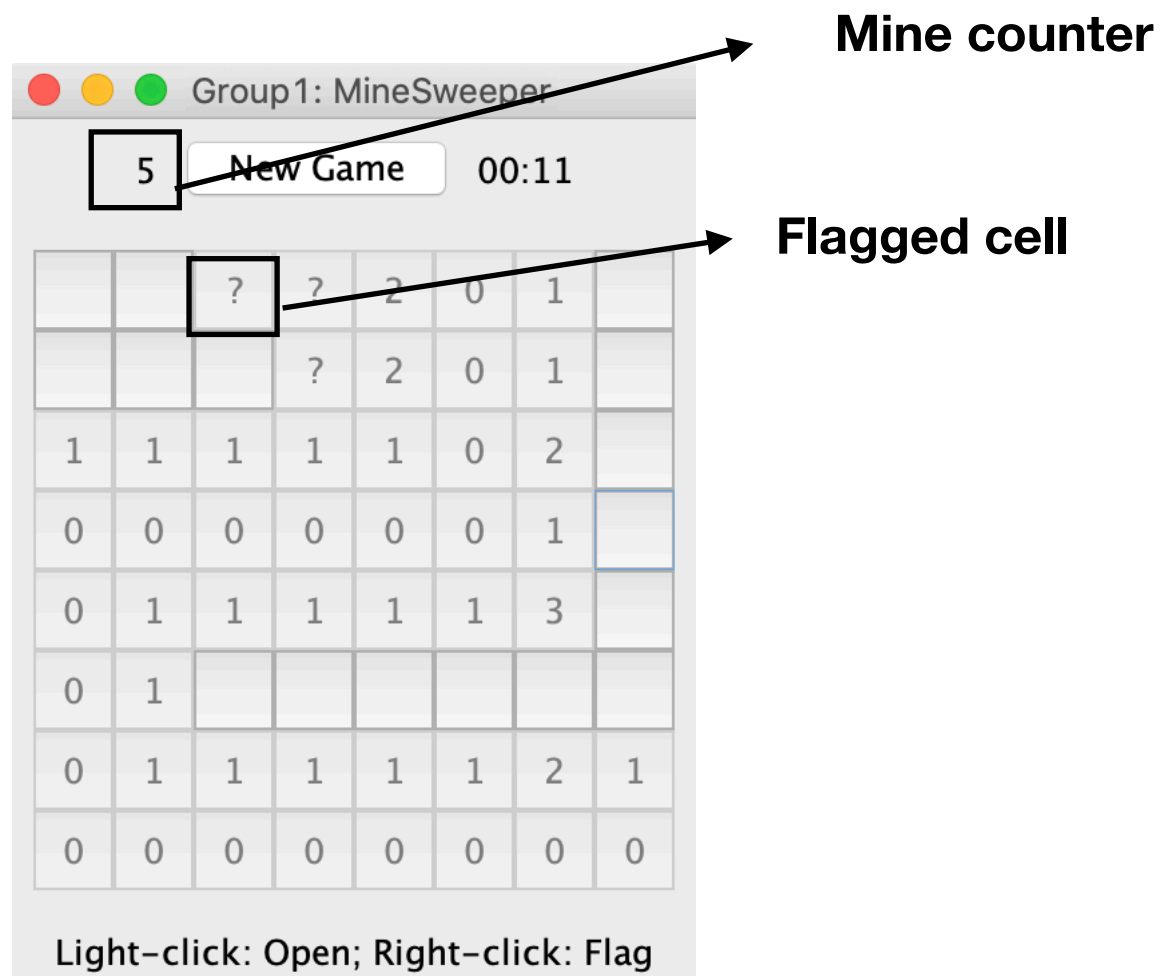 Mine counter
Group1: MineSweeper
5 New Game 00:11
Flagged cell
? ? 2 0 1
? 2 0 1
1 1 1 1 1 0 2
0 0 0 0 0 0 1
0 1 1 1 1 1 3
0 1
0 1 1 1 1 1 2 1
0 0 0 0 0 0 0 0
Light-click: Open; Right-click: Flag